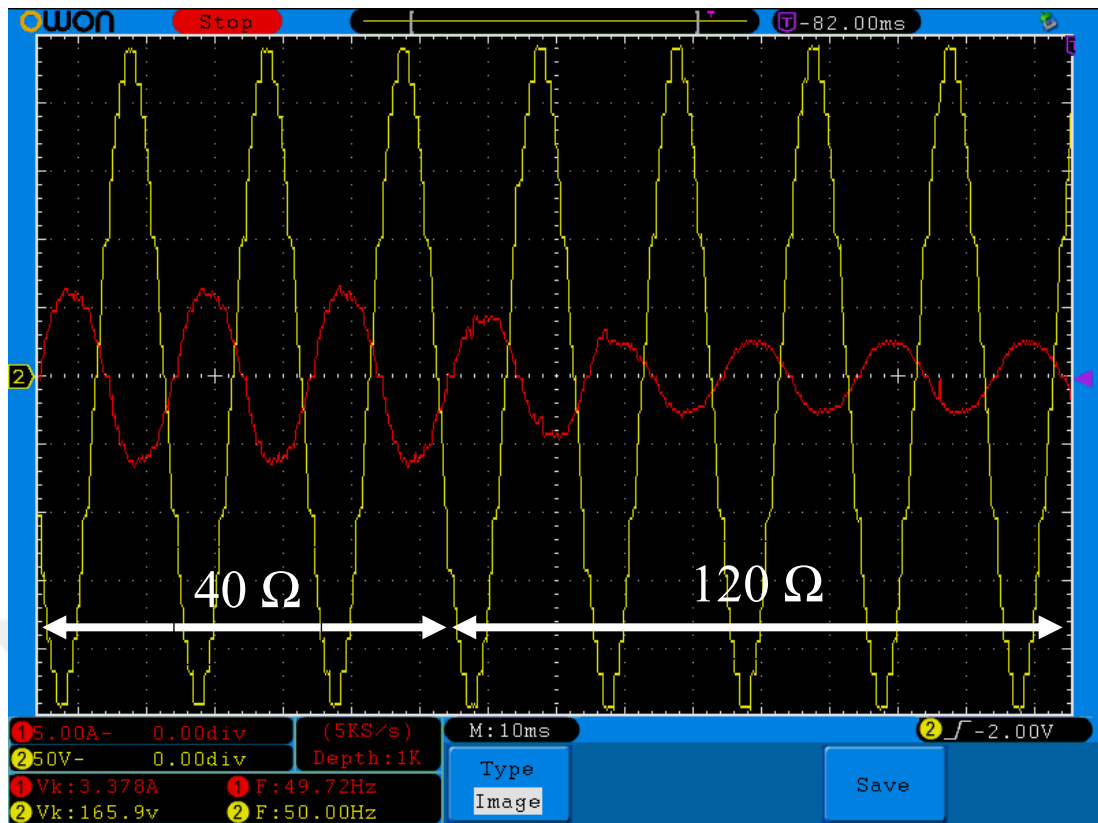 owon Stop T -82.00ms
2
40 Ω 120 Ω
1 5.00A- 0.00div (5KS/s) M:10ms 2 -2.00V
2 50V- 0.00div Depth:1K
1 Vk:3.378A 1 F:49.72Hz Type Save
2 Vk:165.9v 2 F:50.00Hz Image